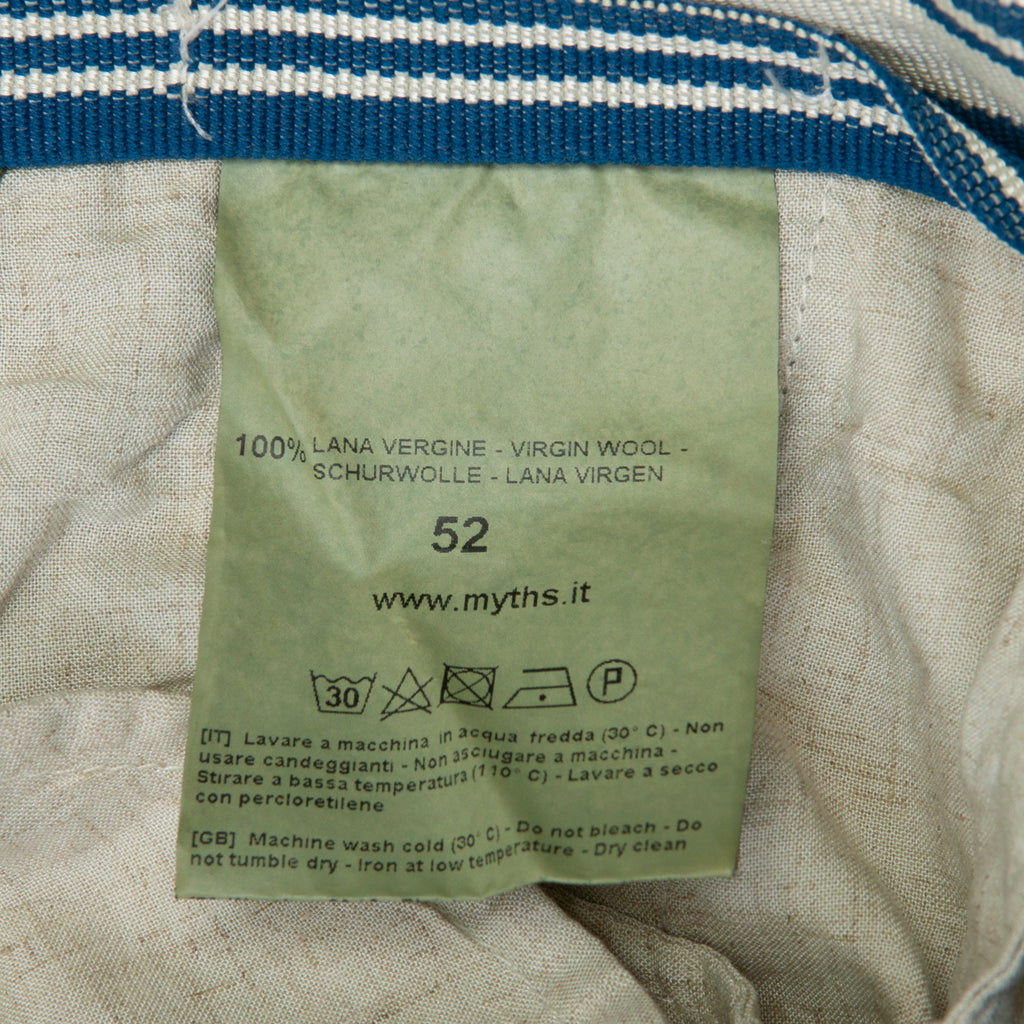 100% LANA VERGINE - VIRGIN WOOL -
SCHURWOLLE - LANA VIRGEN
52
www.myths.it
30 P
[IT] Lavare a macchina in acqua fredda (30° C) - Non
usare candeggianti - Non asciugare a macchina -
Stirare a bassa temperatura (110° C) - Lavare a secco
con percloretilene
[GB] Machine wash cold (30° C) - Do not bleach - Do
not tumble dry - Iron at low temperature - Dry clean